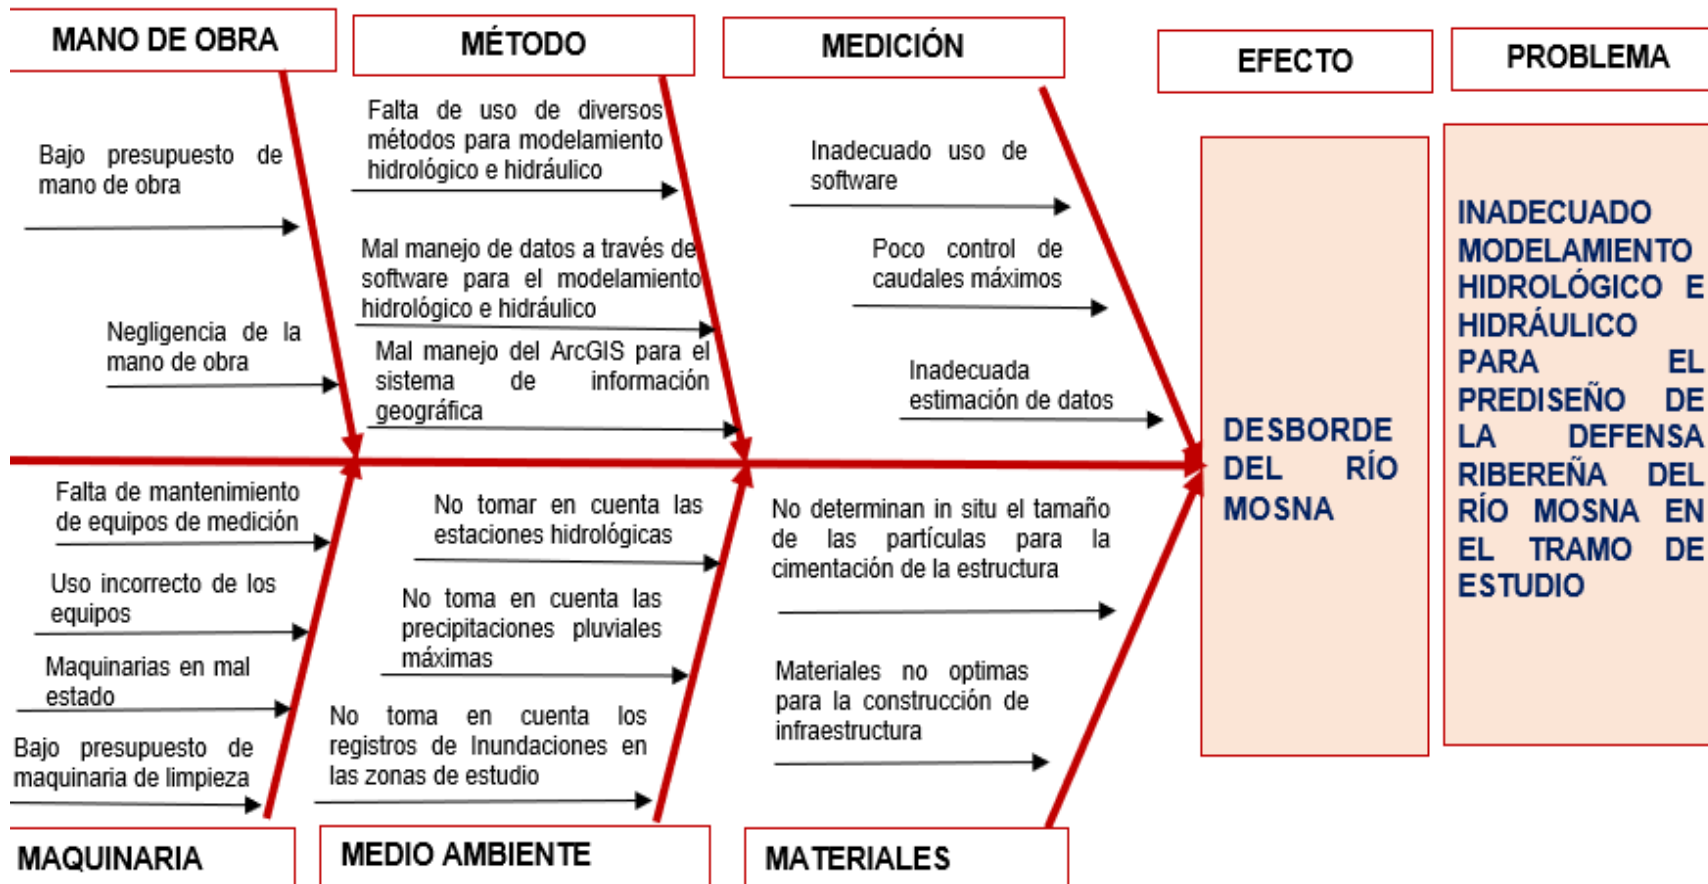 MANO DE OBRA
MÉTODO
MEDICIÓN
EFECTO
PROBLEMA
Bajo presupuesto de
mano de obra
Negligencia de la
mano de obra
Falta de uso de diversos
métodos para modelamiento
hidrológico e hidráulico
Mal manejo de datos a través de
software para el modelamiento
hidrológico e hidráulico
Mal manejo del ArcGIS para el
sistema de información
geográfica
Inadecuado uso de
software
Poco control de
caudales máximos
Inadecuada
estimación de datos
Falta de mantenimiento
de equipos de medición
Uso incorrecto de los
equipos
Maquinarias en mal
estado
Bajo presupuesto de
maquinaria de limpieza
No tomar en cuenta las
estaciones hidrológicas
No toma en cuenta las
precipitaciones pluviales
máximas
No toma en cuenta los
registros de Inundaciones en
las zonas de estudio
No determinan in situ el tamaño
de las partículas para la
cimentación de la estructura
Materiales no optimas
para la construcción de
infraestructura
DESBORDE
DEL RÍO
MOSNA
INADECUADO
MODELAMIENTO
HIDROLÓGICO E
HIDRÁULICO
PARA EL
PREDISEÑO DE
LA DEFENSA
RIBEREÑA DEL
RÍO MOSNA EN
EL TRAMO DE
ESTUDIO
MAQUINARIA
MEDIO AMBIENTE
MATERIALES